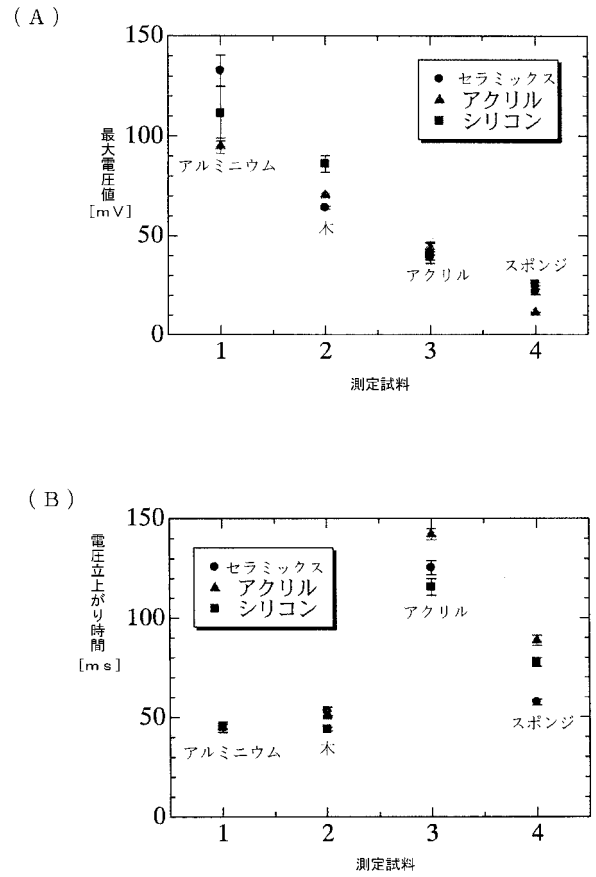 (A)
150
100
50
0
最大電圧値
[mV]
● セラミックス
▲ アクリル
■ シリコン
アルミニウム
木
アクリル
スポンジ
1 2 3 4
測定試料
(B)
150
100
50
0
電圧立上がり時間
[ms]
● セラミックス
▲ アクリル
■ シリコン
アルミニウム
木
アクリル
スポンジ
1 2 3 4
測定試料